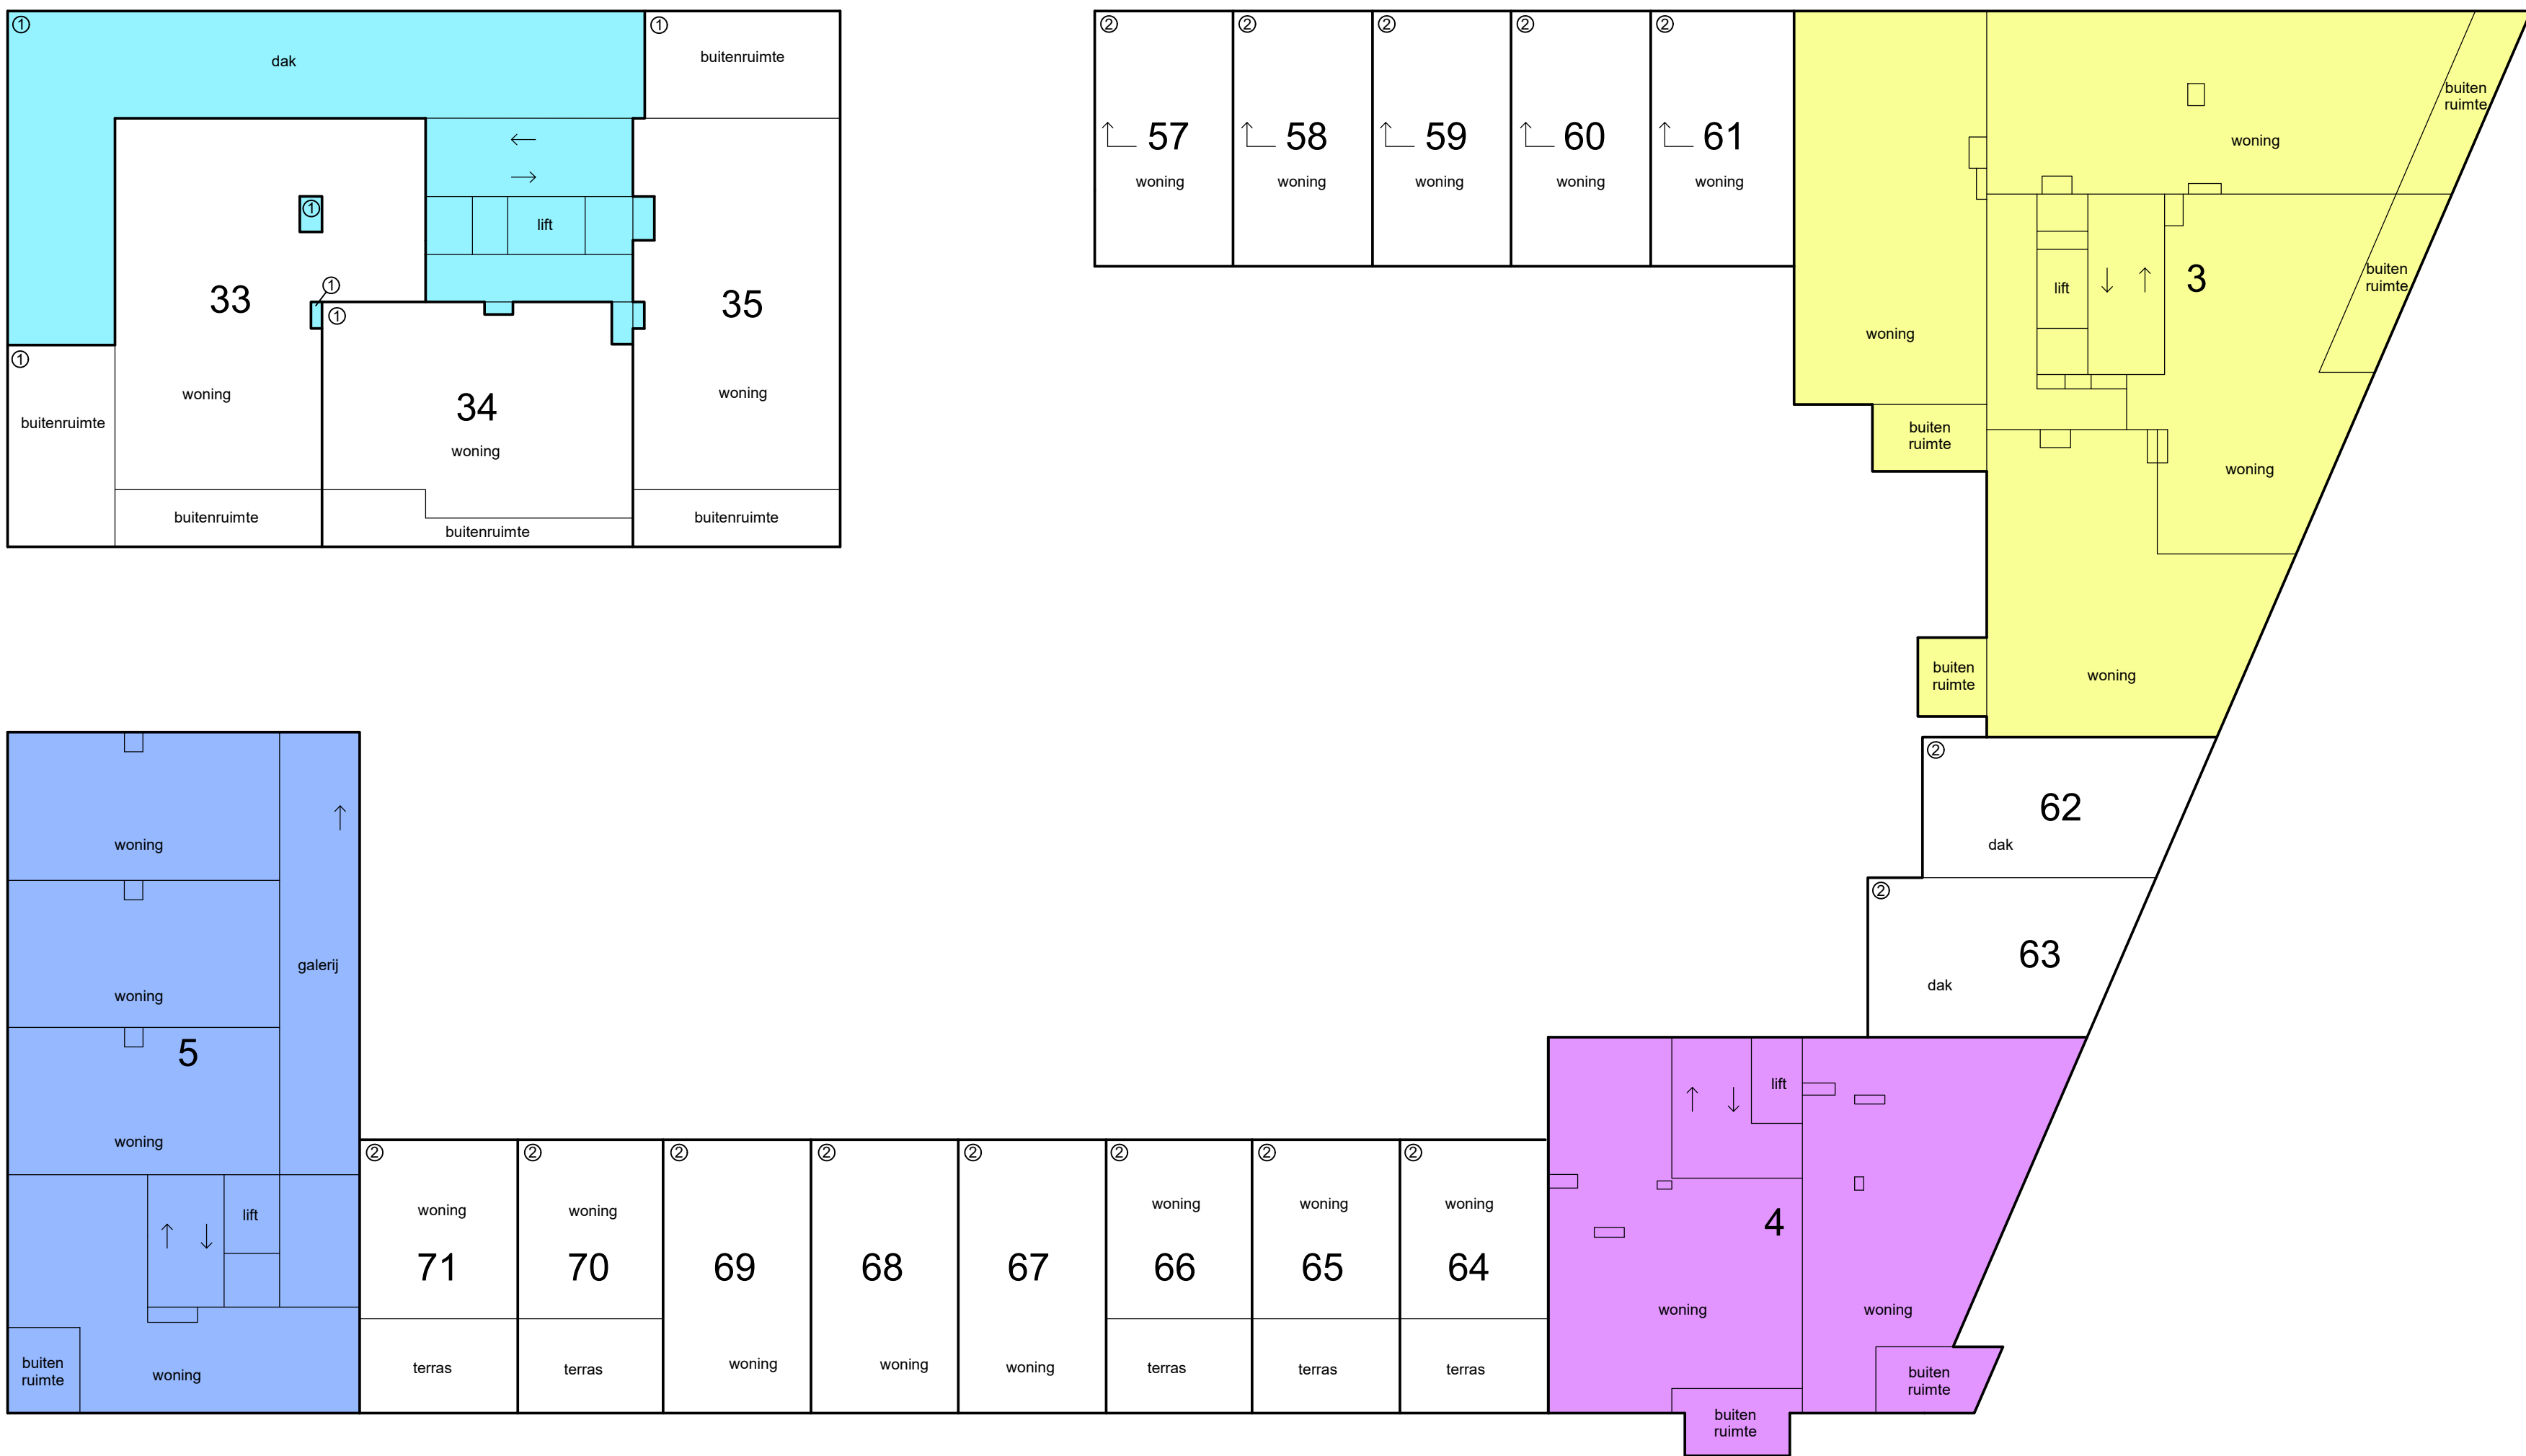 ①
dak
①
buitenruimte
①
lift
33
①
①
35
①
buitenruimte
woning
34
woning
woning
buitenruimte
buitenruimte
buitenruimte
②
57
woning
②
58
woning
②
59
woning
②
60
woning
②
61
woning
buiten
ruimte
woning
3
lift
buiten
ruimte
woning
buiten
ruimte
woning
buiten
ruimte
woning
②
62
dak
②
63
dak
woning
woning
galerij
5
woning
lift
buiten
ruimte
woning
②
woning
71
terras
②
woning
70
terras
②
69
woning
②
68
woning
②
67
woning
②
woning
66
terras
②
woning
65
terras
②
woning
64
terras
lift
4
woning
woning
buiten
ruimte
buiten
ruimte